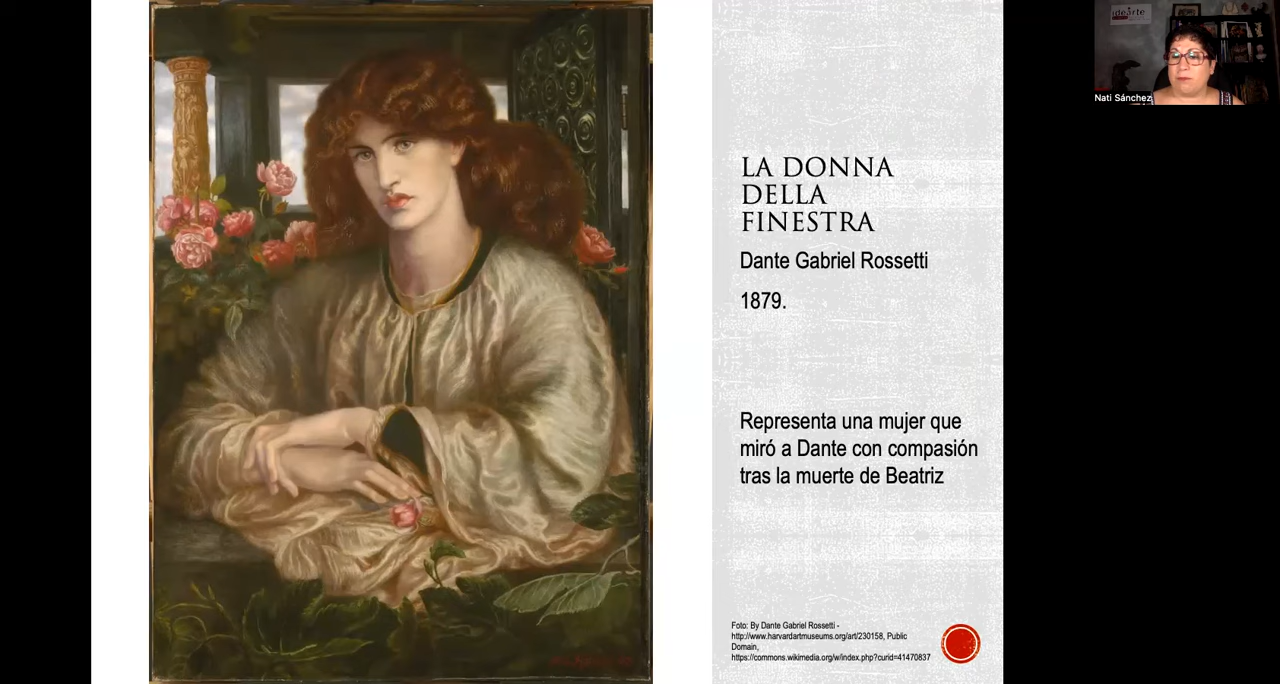 idearte
Nati Sánchez
LA DONNA
DELLA
FINESTRA
Dante Gabriel Rossetti
1879.
Representa una mujer que
miró a Dante con compasión
tras la muerte de Beatriz
Foto: By Dante Gabriel Rossetti -
http://www.harvardartmuseums.org/art/230158, Public
Domain,
https://commons.wikimedia.org/w/index.php?curid=41470837